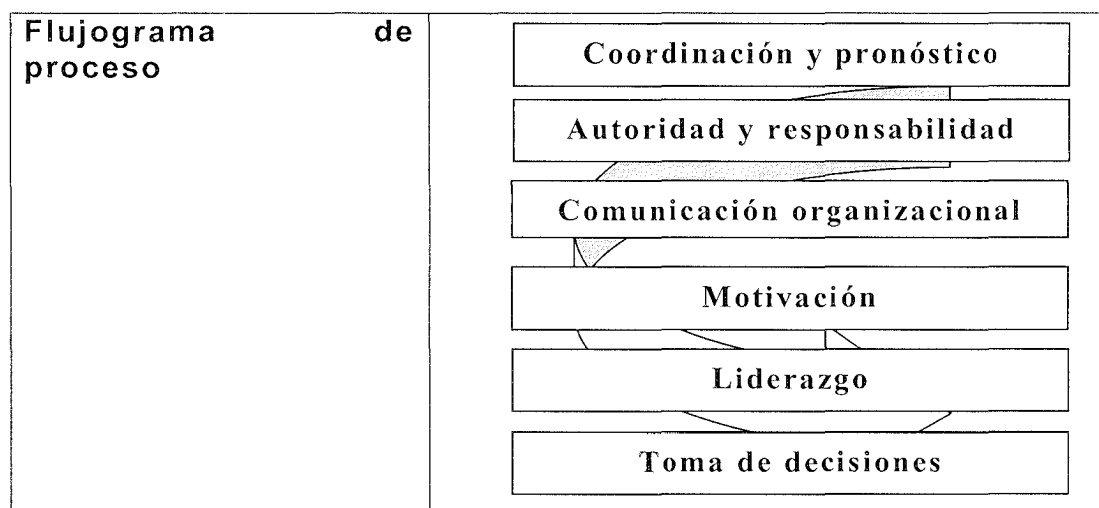 Flujograma de
proceso
Coordinación y pronóstico
Autoridad y responsabilidad
Comunicación organizacional
Motivación
Liderazgo
Toma de decisiones